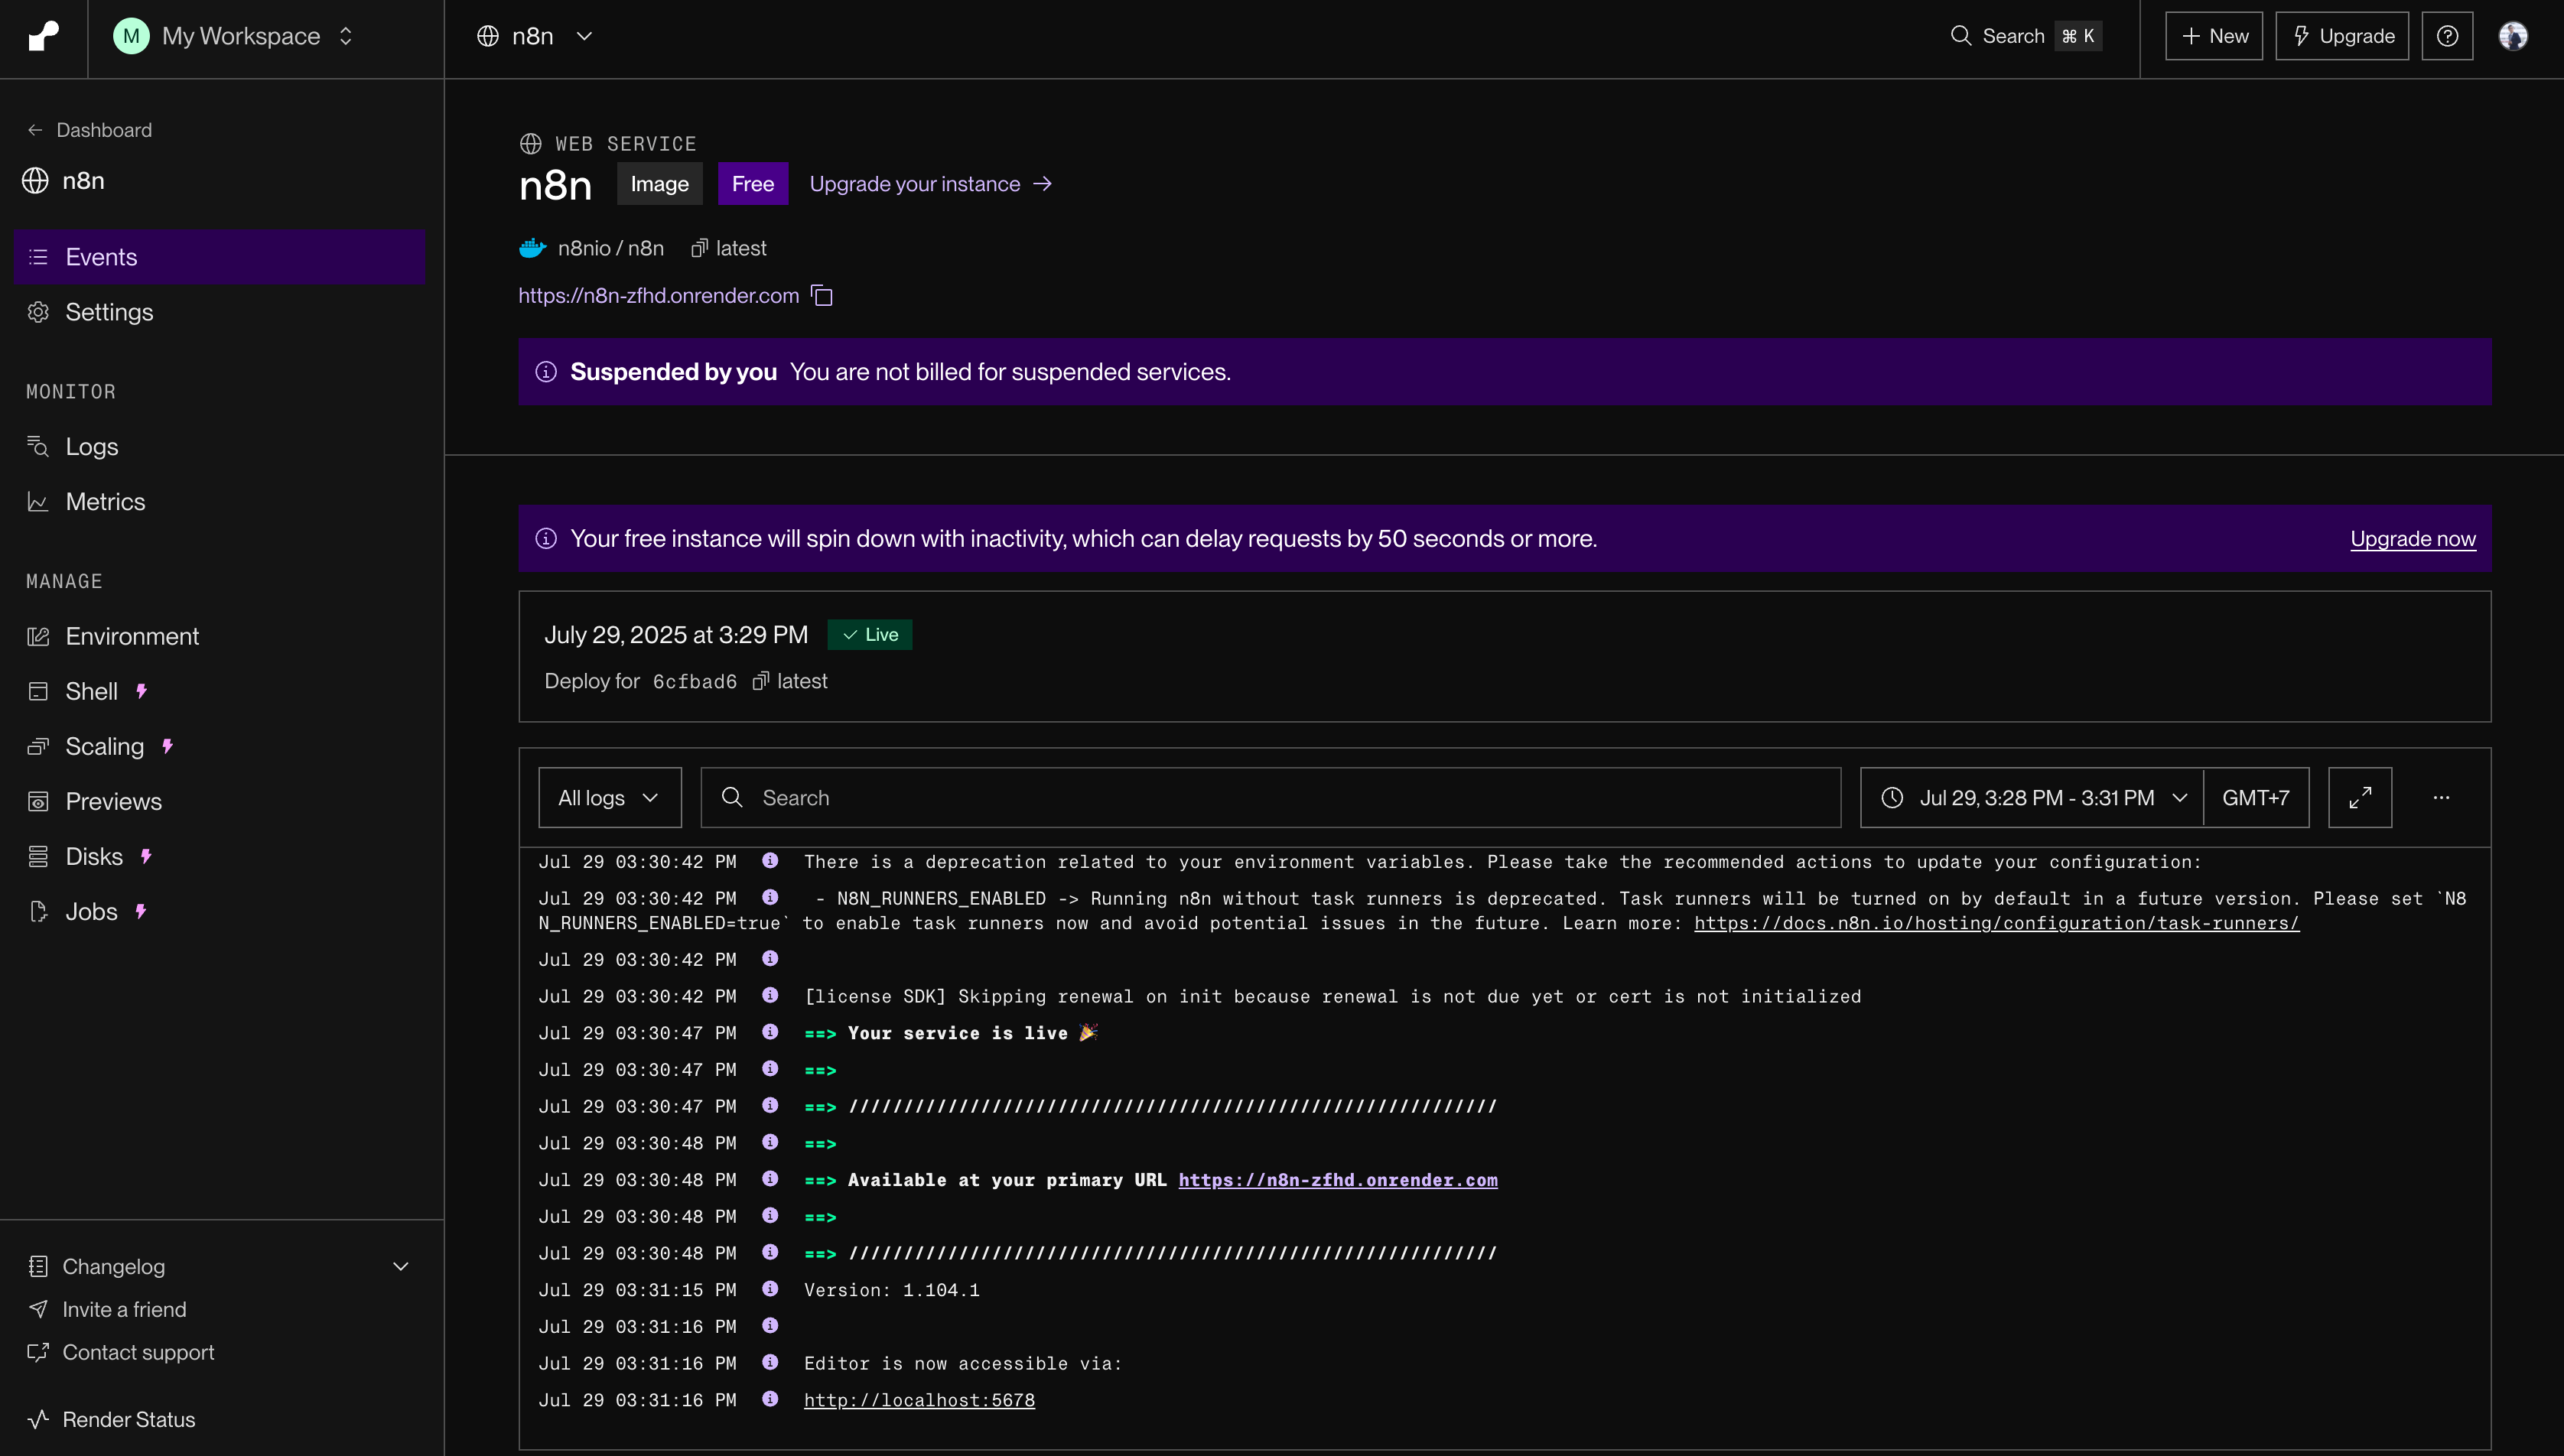 M My Workspace
n8n
Search ⌘ K
New
Upgrade
Dashboard
n8n
Events
Settings
MONITOR
Logs
Metrics
MANAGE
Environment
Shell
Scaling
Previews
Disks
Jobs
Changelog
Invite a friend
Contact support
Render Status
WEB SERVICE
n8n Image Free Upgrade your instance →
n8nio / n8n latest
https://n8n-zfhd.onrender.com
Suspended by you You are not billed for suspended services.
Your free instance will spin down with inactivity, which can delay requests by 50 seconds or more. Upgrade now
July 29, 2025 at 3:29 PM ✓ Live
Deploy for 6cfbad6 latest
All logs Search Jul 29, 3:28 PM - 3:31 PM GMT+7 ...
Jul 29 03:30:42 PM There is a deprecation related to your environment variables. Please take the recommended actions to update your configuration:
Jul 29 03:30:42 PM - N8N_RUNNERS_ENABLED -> Running n8n without task runners is deprecated. Task runners will be turned on by default in a future version. Please set `N8
N_RUNNERS_ENABLED=true` to enable task runners now and avoid potential issues in the future. Learn more: https://docs.n8n.io/hosting/configuration/task-runners/
Jul 29 03:30:42 PM
Jul 29 03:30:42 PM [license SDK] Skipping renewal on init because renewal is not due yet or cert is not initialized
Jul 29 03:30:47 PM ==> Your service is live 🎉
Jul 29 03:30:47 PM ==>
Jul 29 03:30:47 PM ==> ///////////////////////////////////////////////////////////
Jul 29 03:30:48 PM ==>
Jul 29 03:30:48 PM ==> Available at your primary URL https://n8n-zfhd.onrender.com
Jul 29 03:30:48 PM ==>
Jul 29 03:30:48 PM ==> ///////////////////////////////////////////////////////////
Jul 29 03:31:15 PM Version: 1.104.1
Jul 29 03:31:16 PM
Jul 29 03:31:16 PM Editor is now accessible via:
Jul 29 03:31:16 PM http://localhost:5678